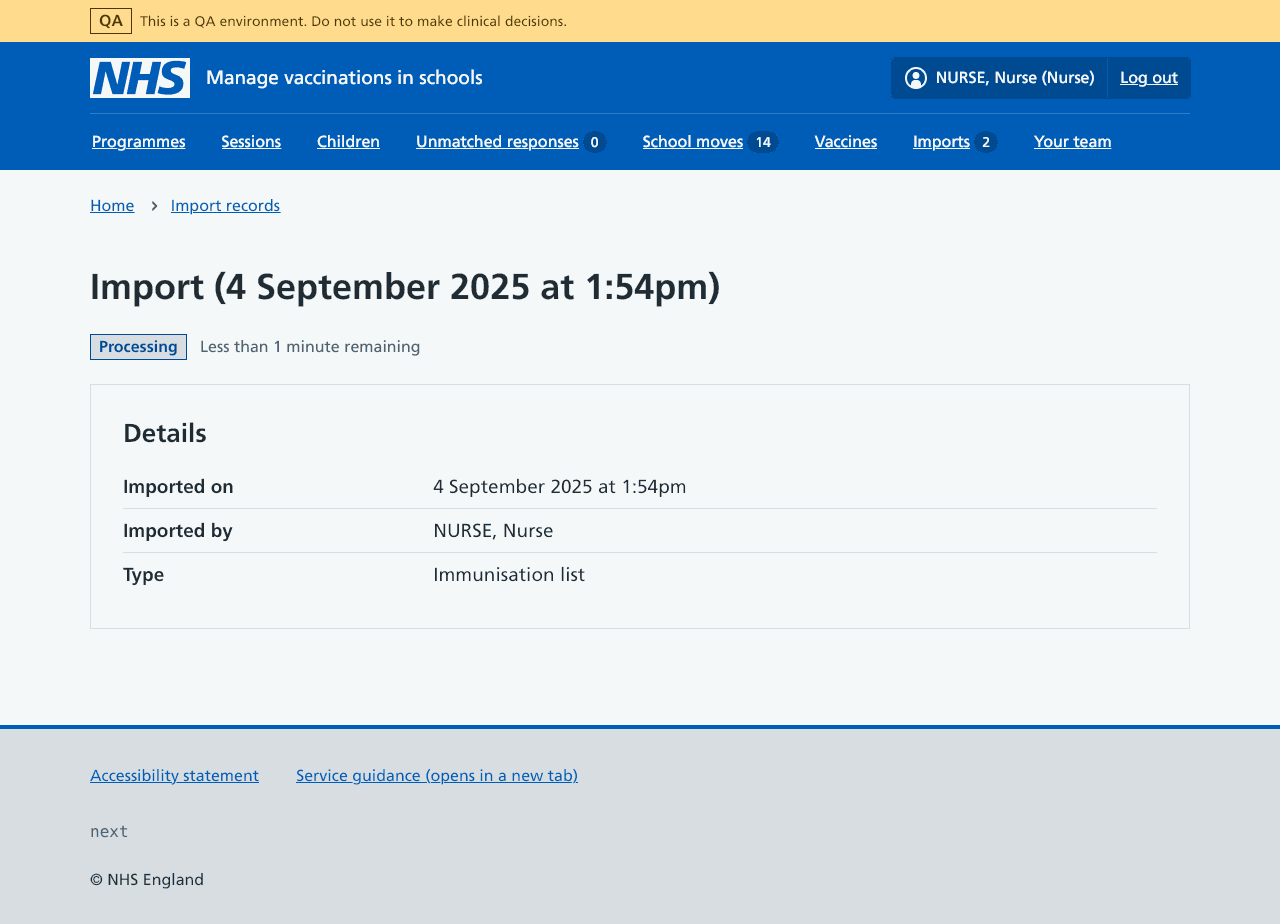 QA This is a QA environment. Do not use it to make clinical decisions.
NHS Manage vaccinations in schools NURSE, Nurse (Nurse) Log out
Programmes Sessions Children Unmatched responses 0 School moves 14 Vaccines Imports 2 Your team
Home Import records
Import (4 September 2025 at 1:54pm)
Processing Less than 1 minute remaining
Details
Imported on 4 September 2025 at 1:54pm
Imported by NURSE, Nurse
Type Immunisation list
Accessibility statement Service guidance (opens in a new tab)
next
© NHS England